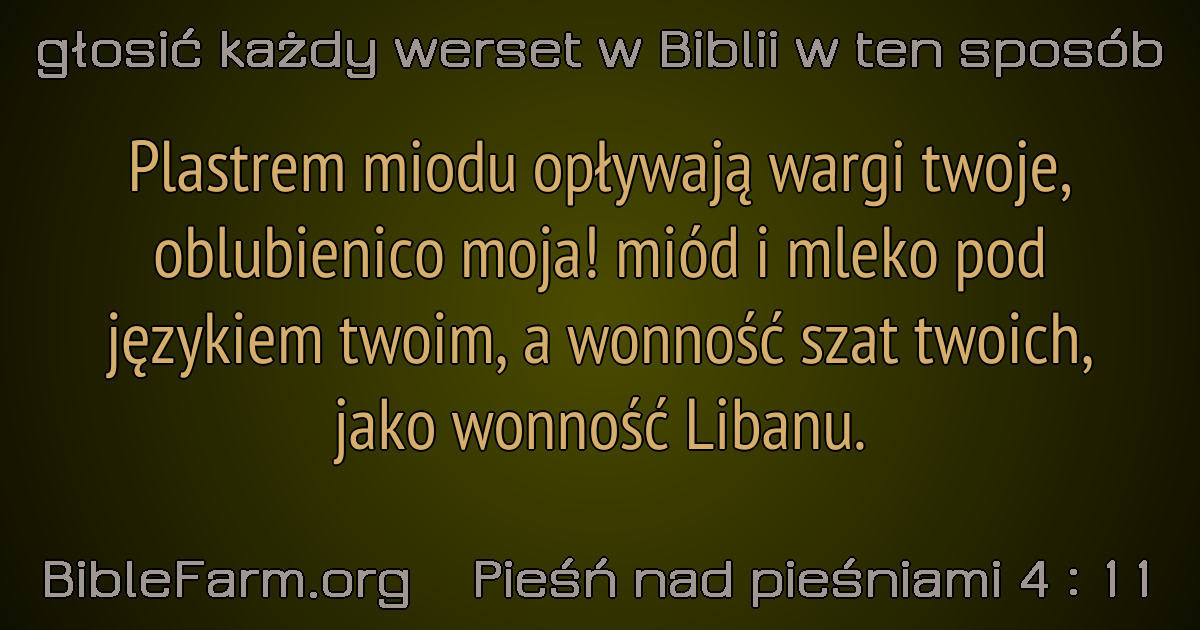 głosić każdy werset w Biblii w ten sposób
Plastrem miodu opływają wargi twoje,
oblubienico moja! miód i mleko pod
językiem twoim, a wonność szat twoich,
jako wonność Libanu.
BibleFarm.org Pieśń nad pieśniami 4 : 11